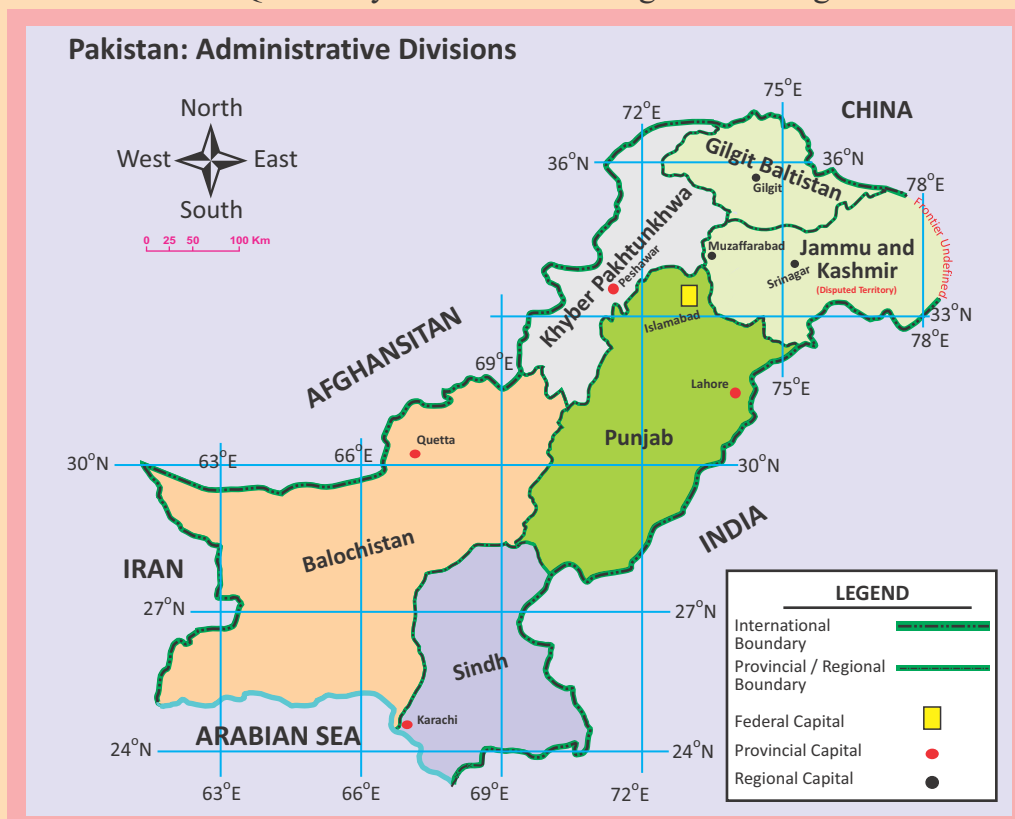 Pakistan: Administrative Divisions
North
West
East
South
0 25 50 100 Km
75°E
72°E
CHINA
36°N
36°N
78°E
Gilgit Baltistan
Gilgit
Frontier Undefined
Khyber Pakhtunkhwa
Peshawar
Muzaffarabad
Srinagar
Jammu and
Kashmir
(Disputed Territory)
Islamabad
33°N
78°E
AFGHANSITAN
69°E
75°E
Lahore
Quetta
Punjab
30°N
63°E
66°E
30°N
INDIA
Balochistan
IRAN
27°N
27°N
Sindh
Karachi
ARABIAN SEA
24°N
24°N
63°E
66°E
69°E
72°E
LEGEND
International
Boundary
Provincial / Regional
Boundary
Federal Capital
Provincial Capital
Regional Capital